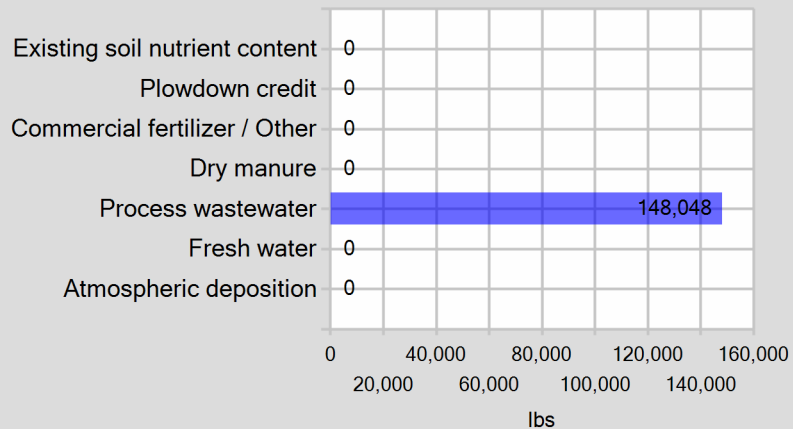 Existing soil nutrient content 0
Plowdown credit 0
Commercial fertilizer / Other 0
Dry manure 0
Process wastewater 148,048
Fresh water 0
Atmospheric deposition 0
0 40,000 80,000 120,000 160,000
20,000 60,000 100,000 140,000
lbs